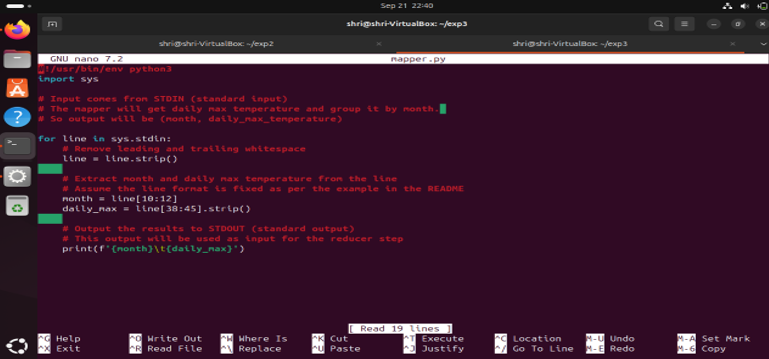 Sep 21 22:40
shri@shri-VirtualBox: ~/exp3
shri@shri-VirtualBox: ~/exp2
shri@shri-VirtualBox: ~/exp3
GNU nano 7.2 mapper.py
#!/usr/bin/env python3
import sys
# Input comes from STDIN (standard input)
# The mapper will get daily max temperature and group it by month.
# So output will be (month, daily_max_temperature)
for line in sys.stdin:
# Remove leading and trailing whitespace
line = line.strip()
# Extract month and daily max temperature from the line
# Assume the line format is fixed as per the example in the README
month = line[10:12]
daily_max = line[38:45].strip()
# Output the results to STDOUT (standard output)
# This output will be used as input for the reducer step
print(f'{month}\t{daily_max}')
[ Read 19 lines ]
^G Help ^O Write Out ^W Where Is ^K Cut ^T Execute ^C Location M-U Undo M-A Set Mark
^X Exit ^R Read File ^\ Replace ^U Paste ^J Justify ^/ Go To Line M-E Redo M-6 Copy